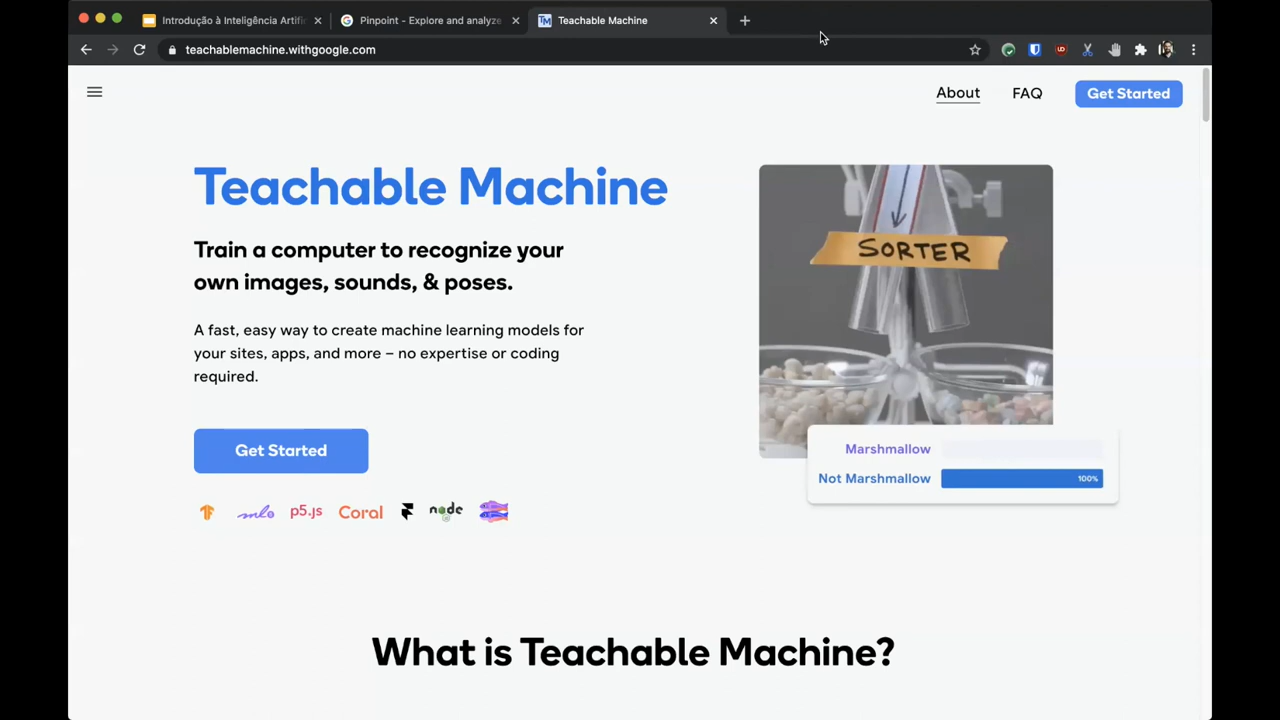 Introdução à Inteligência Artifi
Pinpoint - Explore and analyze
Teachable Machine
teachablemachine.withgoogle.com
About
FAQ
Get Started
Teachable Machine
Train a computer to recognize your
own images, sounds, & poses.
A fast, easy way to create machine learning models for
your sites, apps, and more – no expertise or coding
required.
Get Started
p5.js
Coral
node
SORTER
Marshmallow
Not Marshmallow
100%
What is Teachable Machine?